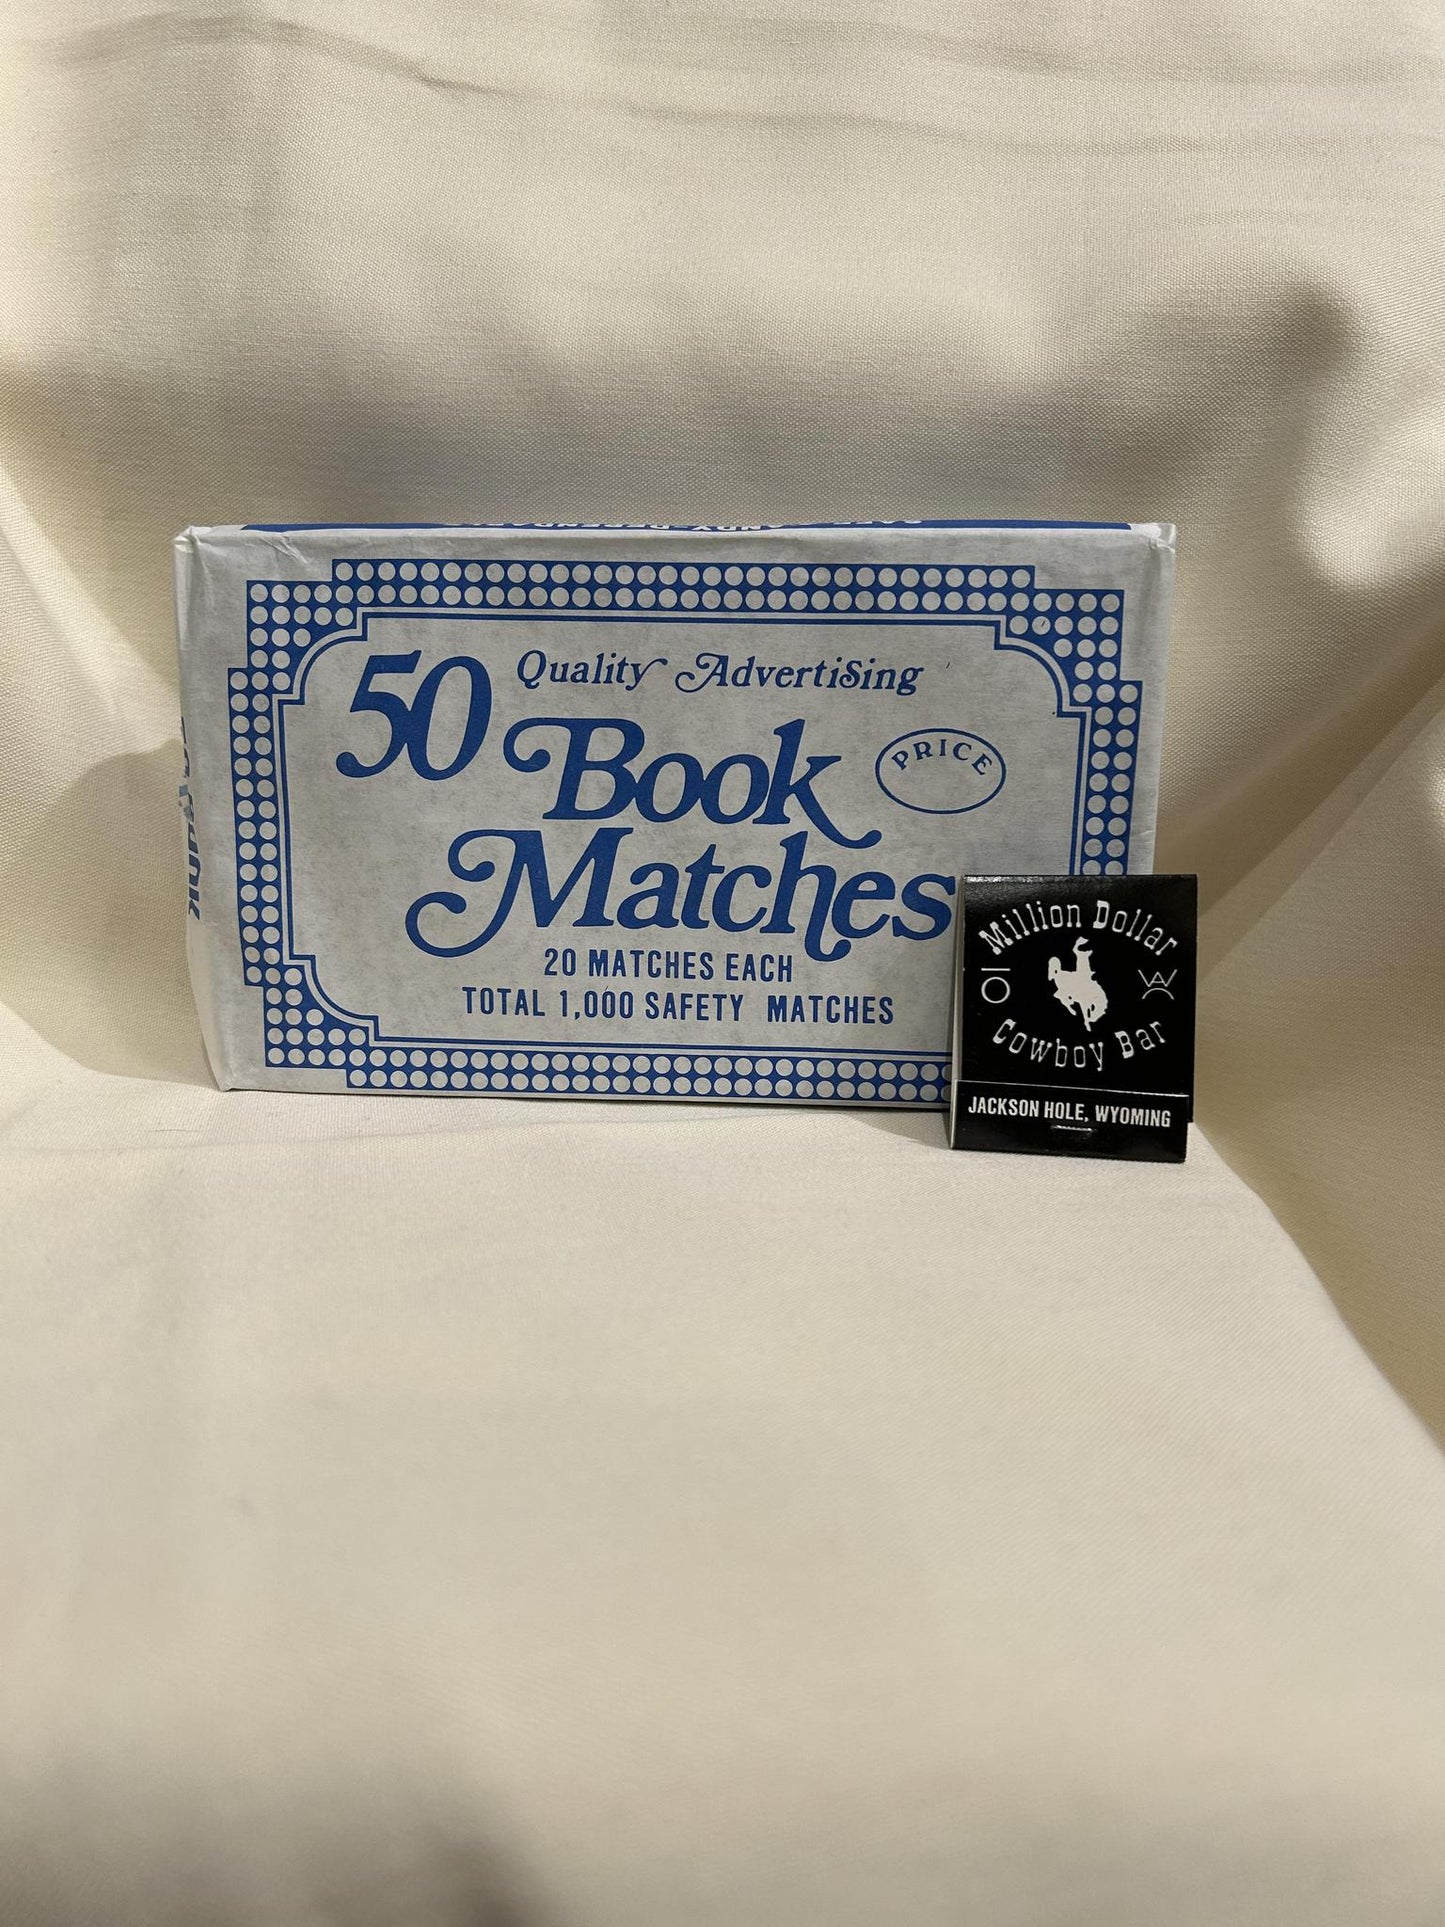 50 Quality Advertising
Book
Matches
PRICE
20 MATCHES EACH
TOTAL 1,000 SAFETY MATCHES
Million Dollar
Cowboy Bar
JACKSON HOLE, WYOMING